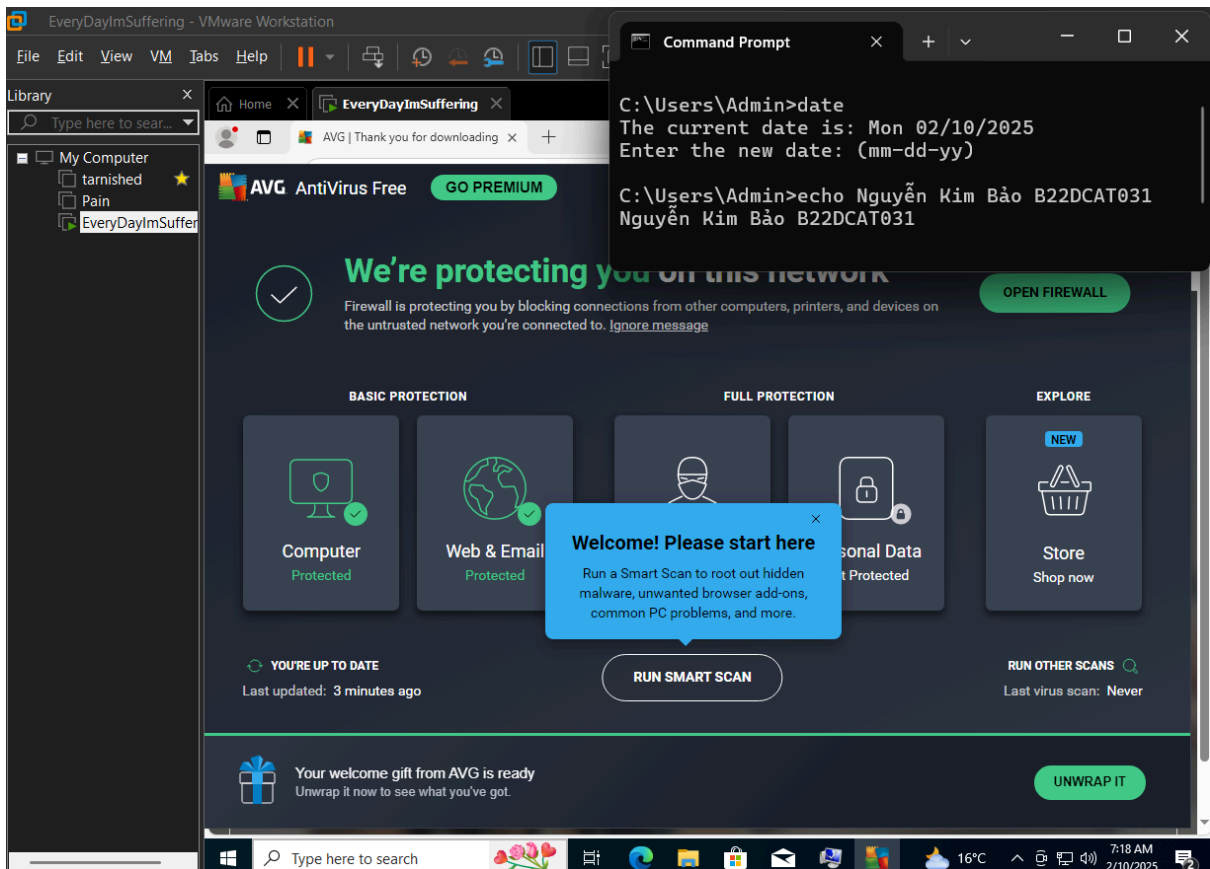 EveryDayImSuffering - VMware Workstation
File Edit View VM Tabs Help
Library
Type here to sear...
My Computer
tarnished
Pain
EveryDayImSuffer
Home
EveryDayImSuffering
AVG | Thank you for downloading
AVG AntiVirus Free
GO PREMIUM
Command Prompt
C:\Users\Admin>date
The current date is: Mon 02/10/2025
Enter the new date: (mm-dd-yy)
C:\Users\Admin>echo Nguyễn Kim Bảo B22DCAT031
Nguyễn Kim Bảo B22DCAT031
We're protecting you on this network
Firewall is protecting you by blocking connections from other computers, printers, and devices on
the untrusted network you're connected to. Ignore message
OPEN FIREWALL
BASIC PROTECTION
FULL PROTECTION
EXPLORE
Computer
Protected
Web & Email
Protected
sonal Data
t Protected
NEW
Store
Shop now
Welcome! Please start here
Run a Smart Scan to root out hidden
malware, unwanted browser add-ons,
common PC problems, and more.
YOU'RE UP TO DATE
Last updated: 3 minutes ago
RUN SMART SCAN
RUN OTHER SCANS
Last virus scan: Never
Your welcome gift from AVG is ready
Unwrap it now to see what you've got.
UNWRAP IT
Type here to search
16°C
7:18 AM
2/10/2025
2